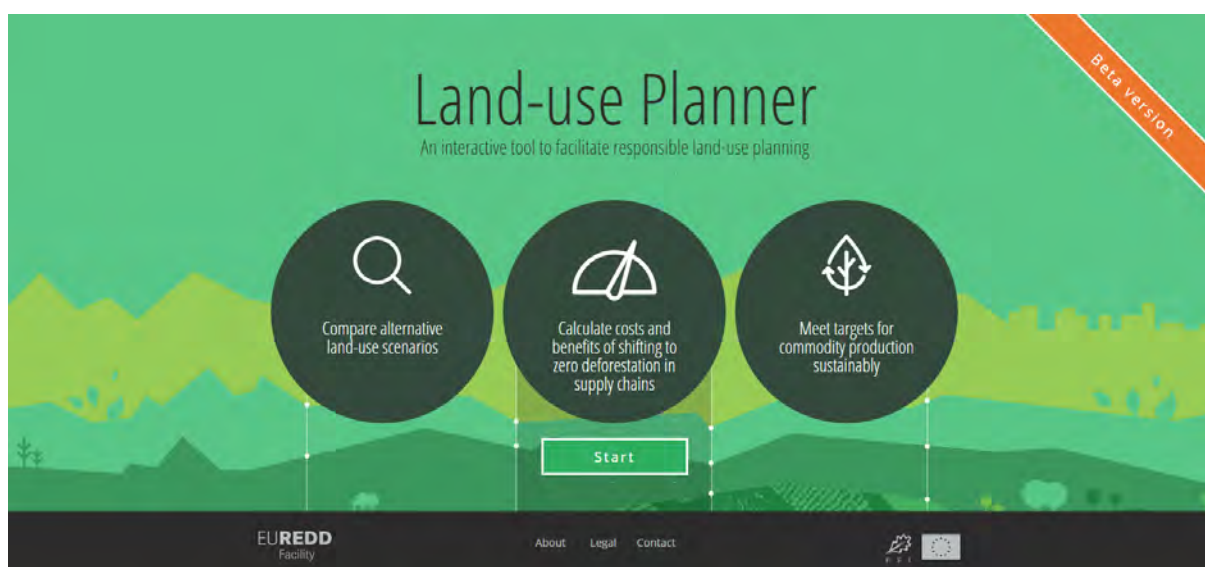 Beta version
Land-use Planner
An interactive tool to facilitate responsible land-use planning
Compare alternative
land-use scenarios
Calculate costs and
benefits of shifting to
zero deforestation in
supply chains
Meet targets for
commodity production
sustainably
Start
EUREDD
Facility
About Legal Contact
EFI